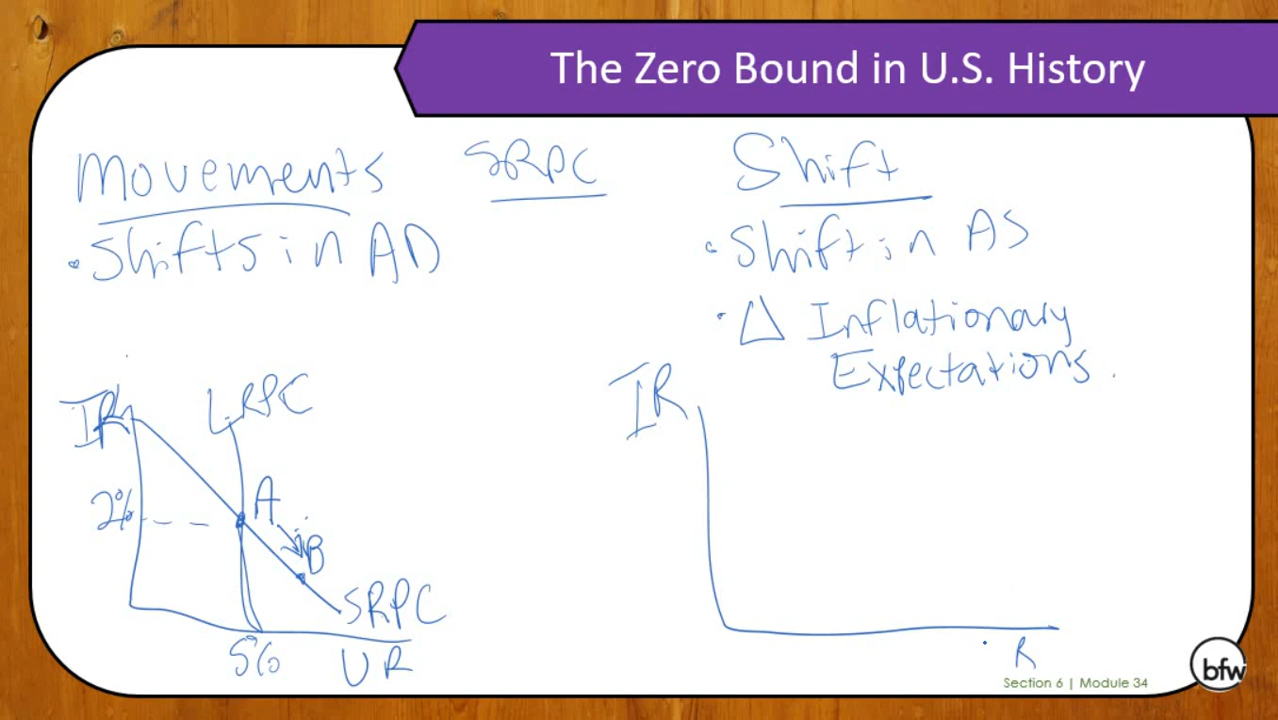 The Zero Bound in U.S. History
Movements
SRPC
Shift
• Shifts in AD
• Shift in AS
• Δ Inflationary
Expectations.
IR
LRPC
2%
A
B
SRPC
5%
UR
IR
R
Section 6 | Module 34
bfw